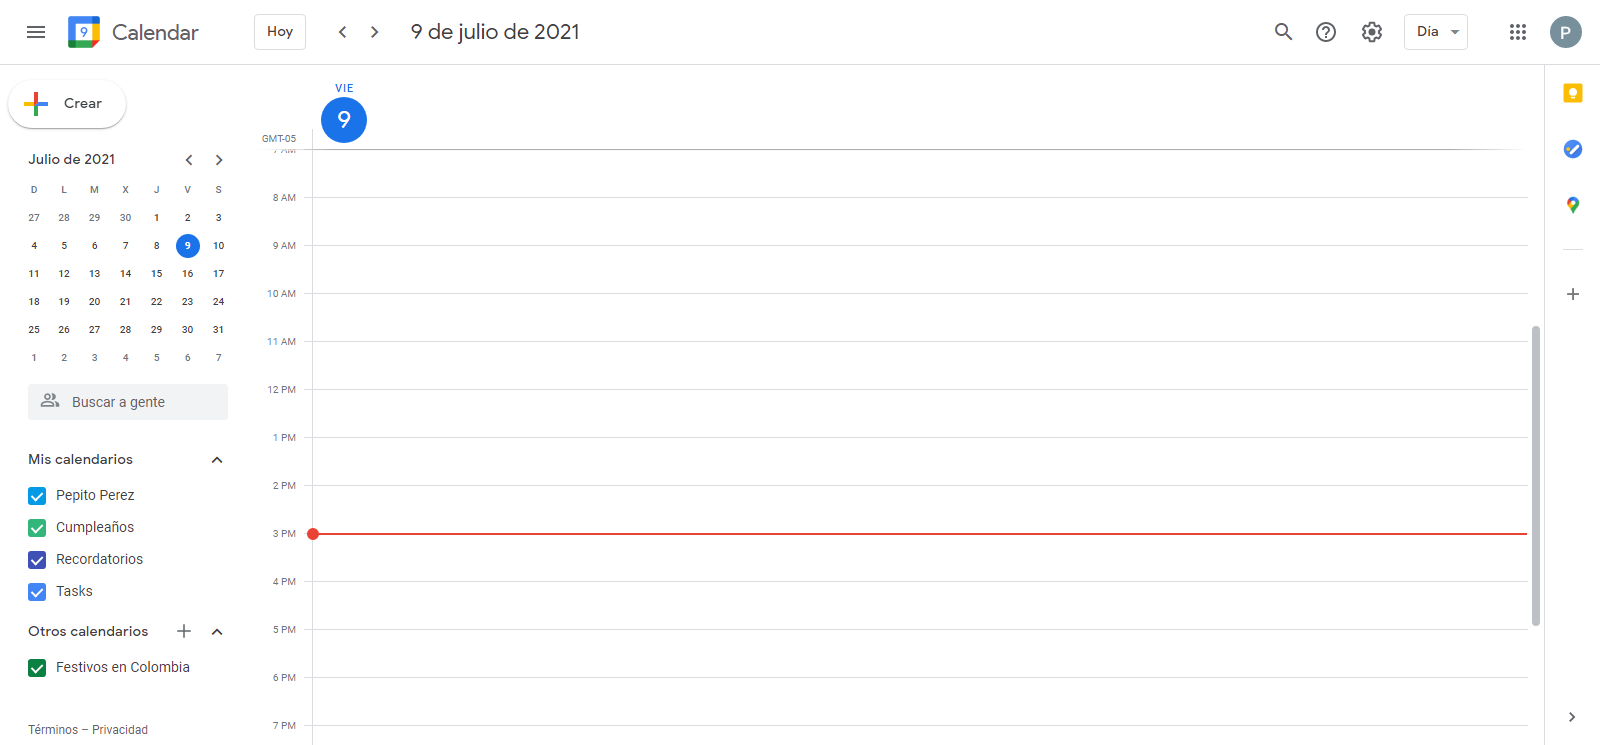 9 Calendar Hoy 9 de julio de 2021 Día P
Crear
Julio de 2021
D L M X J V S
27 28 29 30 1 2 3
4 5 6 7 8 9 10
11 12 13 14 15 16 17
18 19 20 21 22 23 24
25 26 27 28 29 30 31
1 2 3 4 5 6 7
Buscar a gente
Mis calendarios
Pepito Perez
Cumpleaños
Recordatorios
Tasks
Otros calendarios
Festivos en Colombia
Términos – Privacidad
VIE
9
GMT-05
7 AM
8 AM
9 AM
10 AM
11 AM
12 PM
1 PM
2 PM
3 PM
4 PM
5 PM
6 PM
7 PM